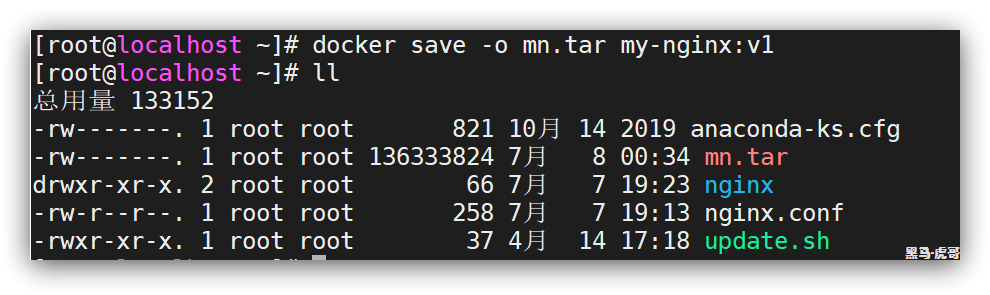 [root@localhost ~]# docker save -o mn.tar my-nginx:v1
[root@localhost ~]# ll
总用量 133152
-rw-------. 1 root root 821 10月 14 2019 anaconda-ks.cfg
-rw-------. 1 root root 136333824 7月 8 00:34 mn.tar
drwxr-xr-x. 2 root root 66 7月 7 19:23 nginx
-rw-r--r--. 1 root root 258 7月 7 19:13 nginx.conf
-rwxr-xr-x. 1 root root 37 4月 14 17:18 update.sh
黑马·虎哥